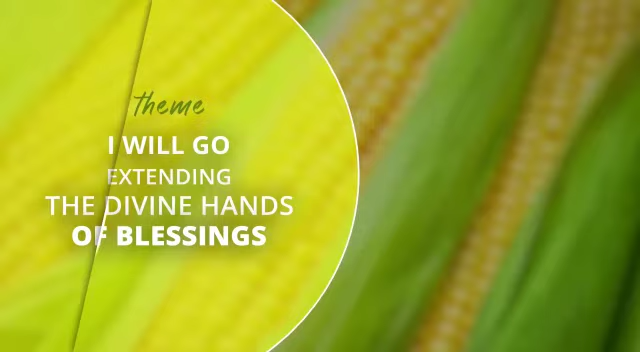 theme
I WILL GO
EXTENDING
THE DIVINE HANDS
OF BLESSINGS